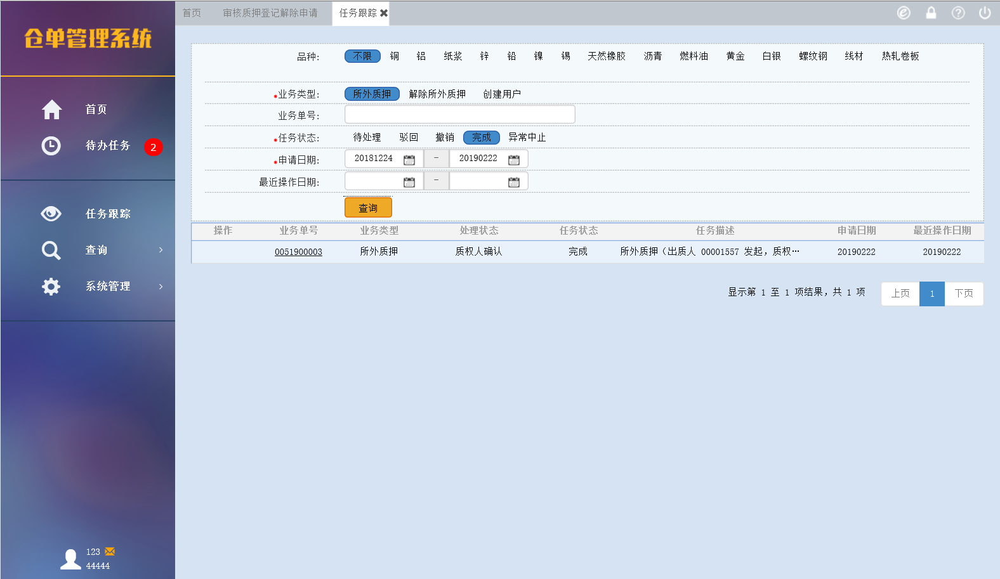 仓单管理系统
首页
待办任务 2
任务跟踪
查询
系统管理
123
44444
首页 审核质押登记解除申请 任务跟踪
品种: 不限 铜 铝 纸浆 锌 铅 镍 锡 天然橡胶 沥青 燃料油 黄金 白银 螺纹钢 线材 热轧卷板
业务类型: 所外质押 解除所外质押 创建用户
业务单号:
任务状态: 待处理 驳回 撤销 完成 异常中止
申请日期: 20181224 - 20190222
最近操作日期: -
查询
操作 业务单号 业务类型 处理状态 任务状态 任务描述 申请日期 最近操作日期
0051900003 所外质押 质权人确认 完成 所外质押（出质人 00001557 发起，质权… 20190222 20190222
显示第 1 至 1 项结果，共 1 项 上页 1 下页